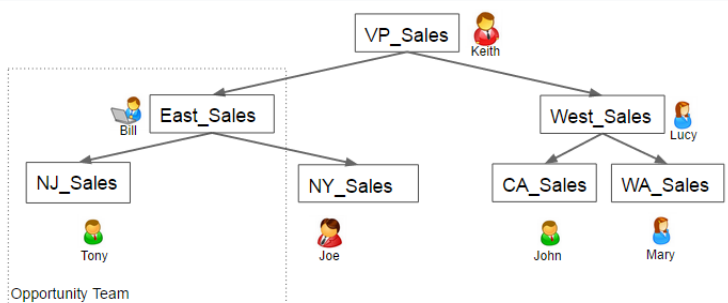 VP_Sales
Keith
Bill
East_Sales
West_Sales
Lucy
NJ_Sales
NY_Sales
CA_Sales
WA_Sales
Tony
Joe
John
Mary
Opportunity Team